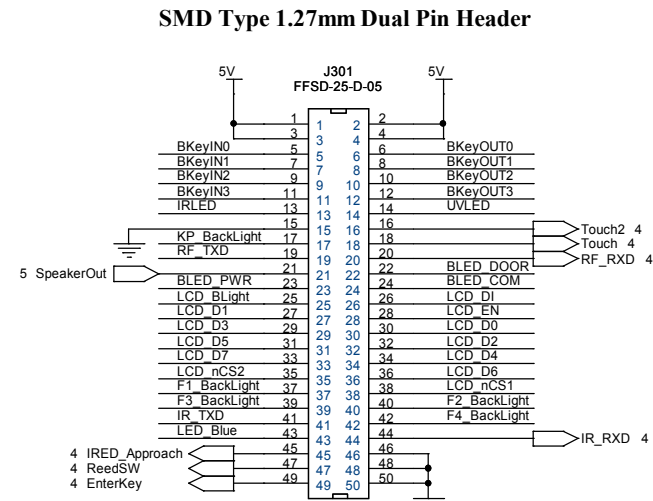 SMD Type 1.27mm Dual Pin Header
5V J301 5V
FFSD-25-D-05
1 1 2 2
3 3 4 4
BKeyIN0 5 5 6 6 BKeyOUT0
BKeyIN1 7 7 8 8 BKeyOUT1
BKeyIN2 9 9 10 10 BKeyOUT2
BKeyIN3 11 11 12 12 BKeyOUT3
IRLED 13 13 14 14 UVLED
15 15 16 16 Touch2 4
KP_BackLight 17 17 18 18 Touch 4
RF_TXD 19 19 20 20 RF_RXD 4
5 SpeakerOut 21 21 22 22 BLED_DOOR
BLED_PWR 23 23 24 24 BLED_COM
LCD_BLight 25 25 26 26 LCD_DI
LCD_D1 27 27 28 28 LCD_EN
LCD_D3 29 29 30 30 LCD_D0
LCD_D5 31 31 32 32 LCD_D2
LCD_D7 33 33 34 34 LCD_D4
LCD_nCS2 35 35 36 36 LCD_D6
F1_BackLight 37 37 38 38 LCD_nCS1
F3_BackLight 39 39 40 40 F2_BackLight
IR_TXD 41 41 42 42 F4_BackLight
LED_Blue 43 43 44 44 IR_RXD 4
4 IRED_Approach 45 45 46 46
4 ReedSW 47 47 48 48
4 EnterKey 49 49 50 50